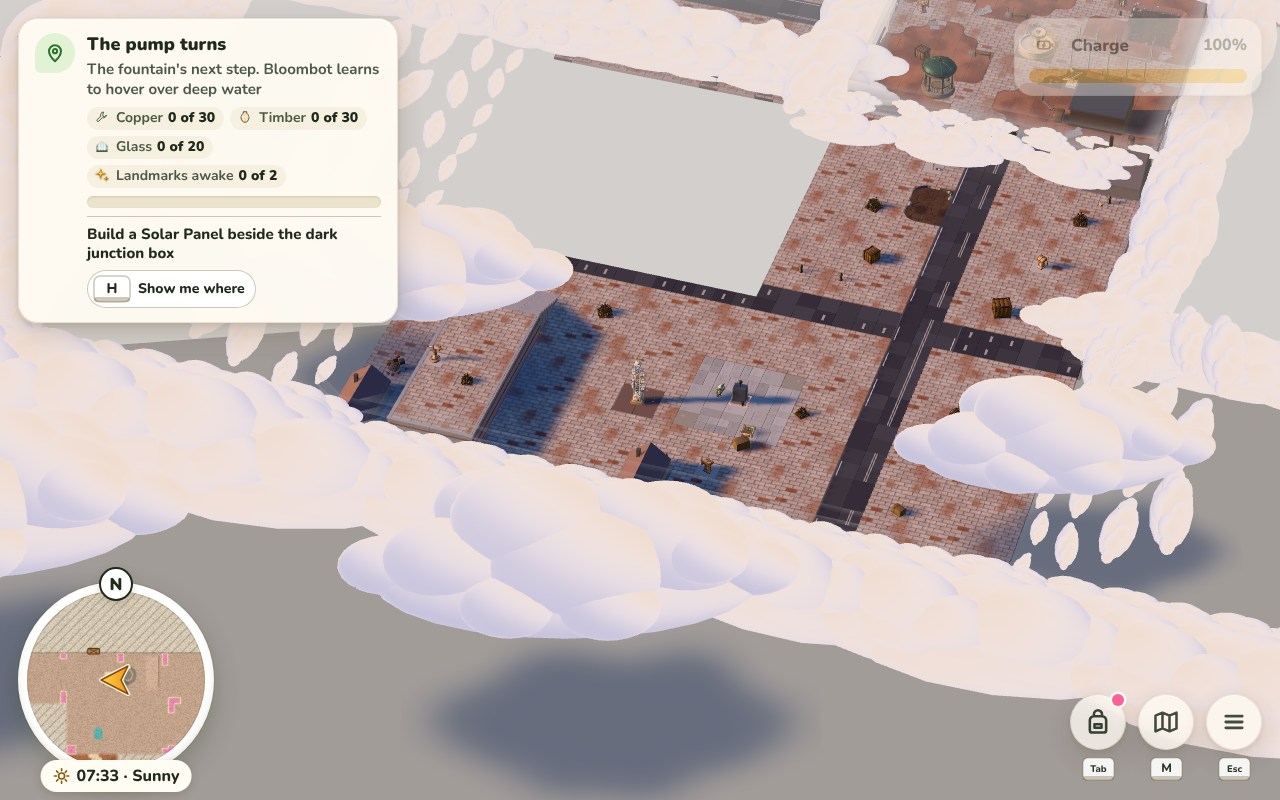 The pump turns
The fountain's next step. Bloombot learns
to hover over deep water
Copper 0 of 30
Timber 0 of 30
Glass 0 of 20
Landmarks awake 0 of 2
Build a Solar Panel beside the dark
junction box
H Show me where
Charge 100%
N
07:33 · Sunny
Tab
M
Esc